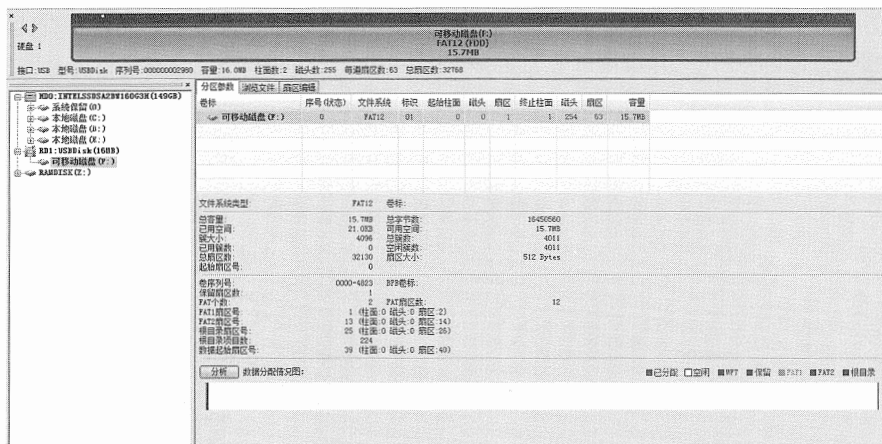 可移动磁盘(F:)
FAT12 (FDD)
15.7MB
硬盘 1
接口:USB 型号:USBDisk 序列号:000000002980 容量:16.0MB 柱面数:2 磁头数:255 每道扇区数:63 总扇区数:32768
HD0:INTELSSDSA2BW160G3H(149GB)
系统保留(0)
本地磁盘(C:)
本地磁盘(D:)
本地磁盘(E:)
RD1:USBDisk(16MB)
可移动磁盘(F:)
RAMDISK(Z:)
分区参数 浏览文件 扇区编辑
卷标 序号(状态) 文件系统 标识 起始柱面 磁头 扇区 终止柱面 磁头 扇区 容量
可移动磁盘(F:) 0 FAT12 01 0 0 1 1 254 63 15.7MB
文件系统类型: FAT12 卷标:
总容量: 15.7MB 总字节数: 16450560
已用空间: 21.0KB 可用空间: 15.7MB
簇大小: 4096 总簇数: 4011
已用簇数: 0 空闲簇数: 4011
总扇区数: 32130 扇区大小: 512 Bytes
起始扇区号: 0
卷序列号: 0000-4823 BPB卷标:
保留扇区数: 1
FAT个数: 2 FAT扇区数: 12
FAT1扇区号: 1 (柱面:0 磁头:0 扇区:2)
FAT2扇区号: 13 (柱面:0 磁头:0 扇区:14)
根目录扇区号: 25 (柱面:0 磁头:0 扇区:26)
根目录项目数: 224
数据起始扇区号: 39 (柱面:0 磁头:0 扇区:40)
分析 数据分配情况图: 已分配 空闲 MFT 保留 FAT1 FAT2 根目录